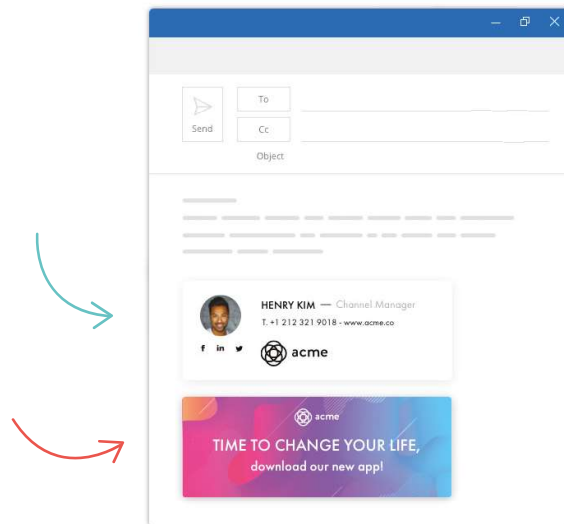 To
Send
Cc
Object
HENRY KIM — Channel Manager
T. +1 212 321 9018 - www.acme.co
f in
acme
acme
TIME TO CHANGE YOUR LIFE,
download our new app!